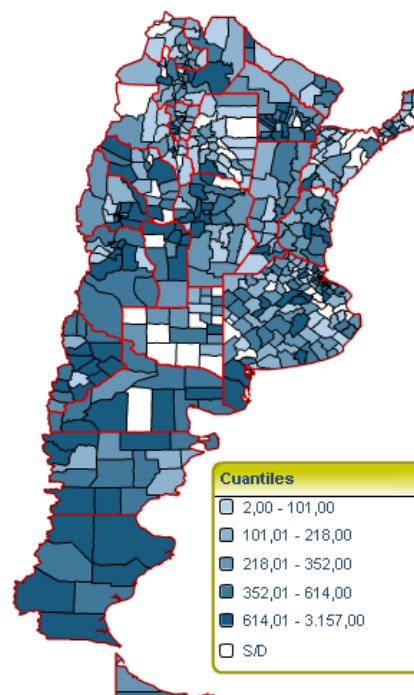 Cuantiles
2,00 - 101,00
101,01 - 218,00
218,01 - 352,00
352,01 - 614,00
614,01 - 3.157,00
S/D